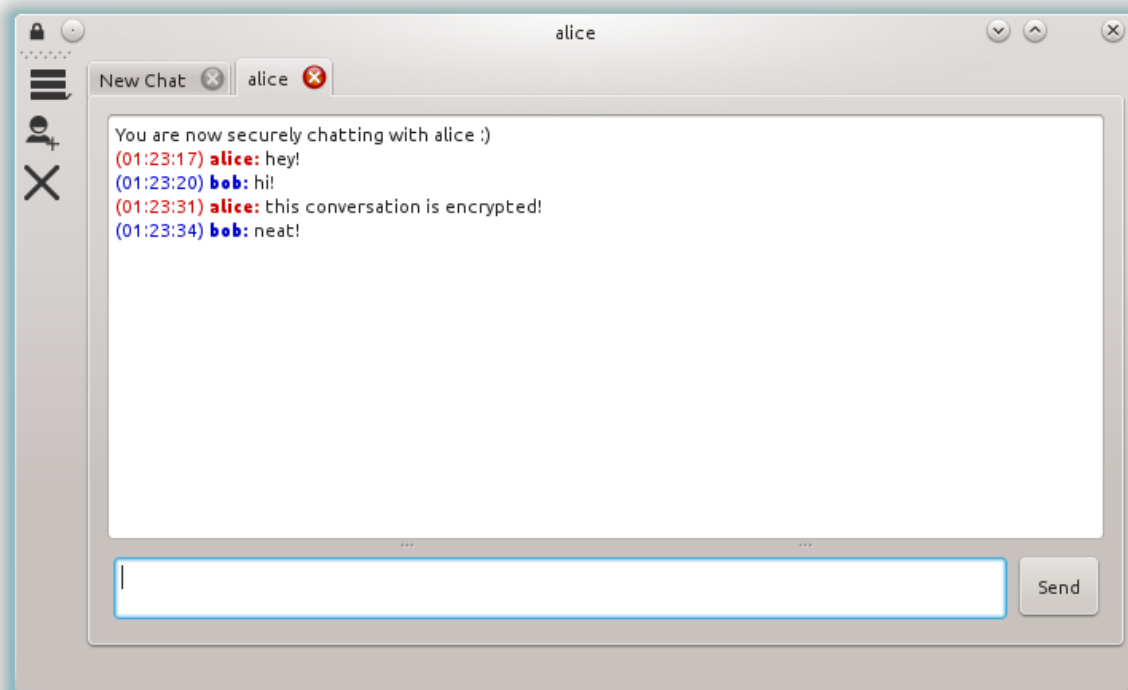 alice
New Chat
alice
You are now securely chatting with alice :)
(01:23:17) alice: hey!
(01:23:20) bob: hi!
(01:23:31) alice: this conversation is encrypted!
(01:23:34) bob: neat!
Send